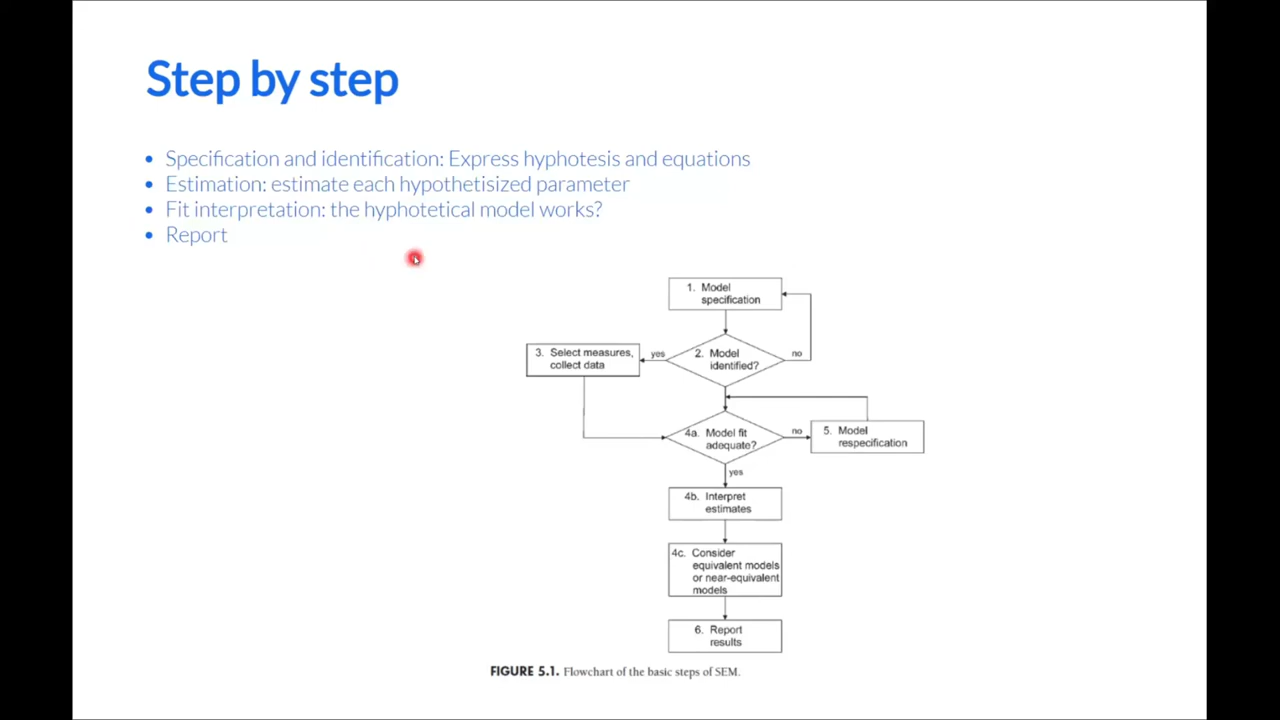 Step by step
• Specification and identification: Express hyphotesis and equations
• Estimation: estimate each hypothetisized parameter
• Fit interpretation: the hyphotetical model works?
• Report
1. Model
specification
2. Model
identified?
no
yes
3. Select measures,
collect data
4a. Model fit
adequate?
no
5. Model
respecification
yes
4b. Interpret
estimates
4c. Consider
equivalent models
or near-equivalent
models
6. Report
results
FIGURE 5.1. Flowchart of the basic steps of SEM.